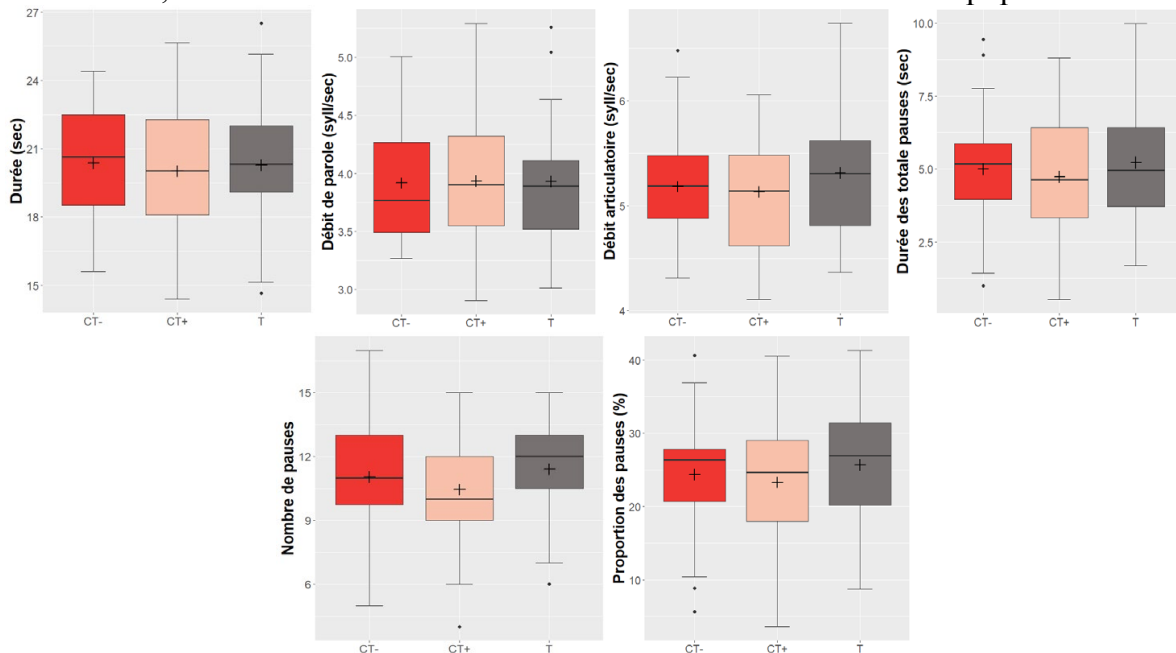 Durée (sec)
27
24
21
18
15
CT-
CT+
T
Débit de parole (syll/sec)
5.0
4.5
4.0
3.5
3.0
CT-
CT+
T
Débit articulatoire (syll/sec)
6
5
4
CT-
CT+
T
Durée des totale pauses (sec)
10.0
7.5
5.0
2.5
CT-
CT+
T
Nombre de pauses
15
12
9
6
CT-
CT+
T
Proportion des pauses (%)
40
30
20
10
CT-
CT+
T